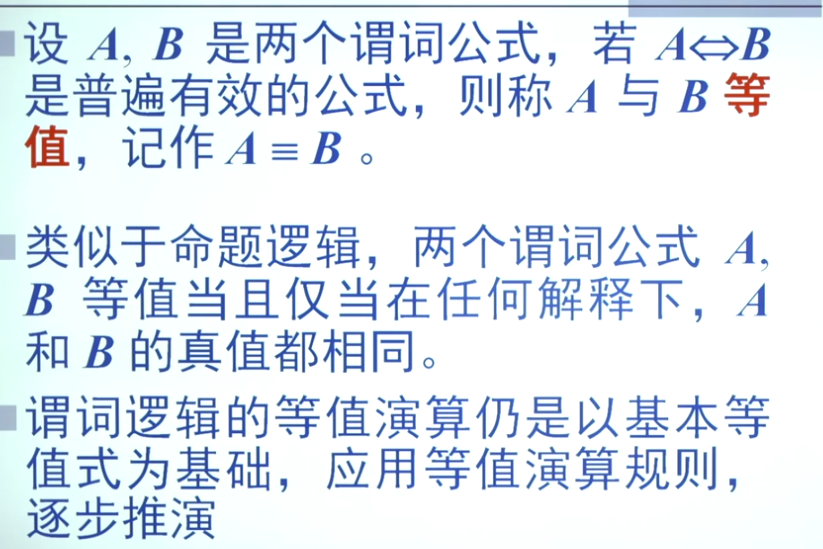 设 A, B 是两个谓词公式，若 A⇔B
是普遍有效的公式，则称 A 与 B 等
值，记作 A ≡ B 。
类似于命题逻辑，两个谓词公式 A,
B 等值当且仅当在任何解释下，A
和 B 的真值都相同。
谓词逻辑的等值演算仍是以基本等
值式为基础，应用等值演算规则，
逐步推演